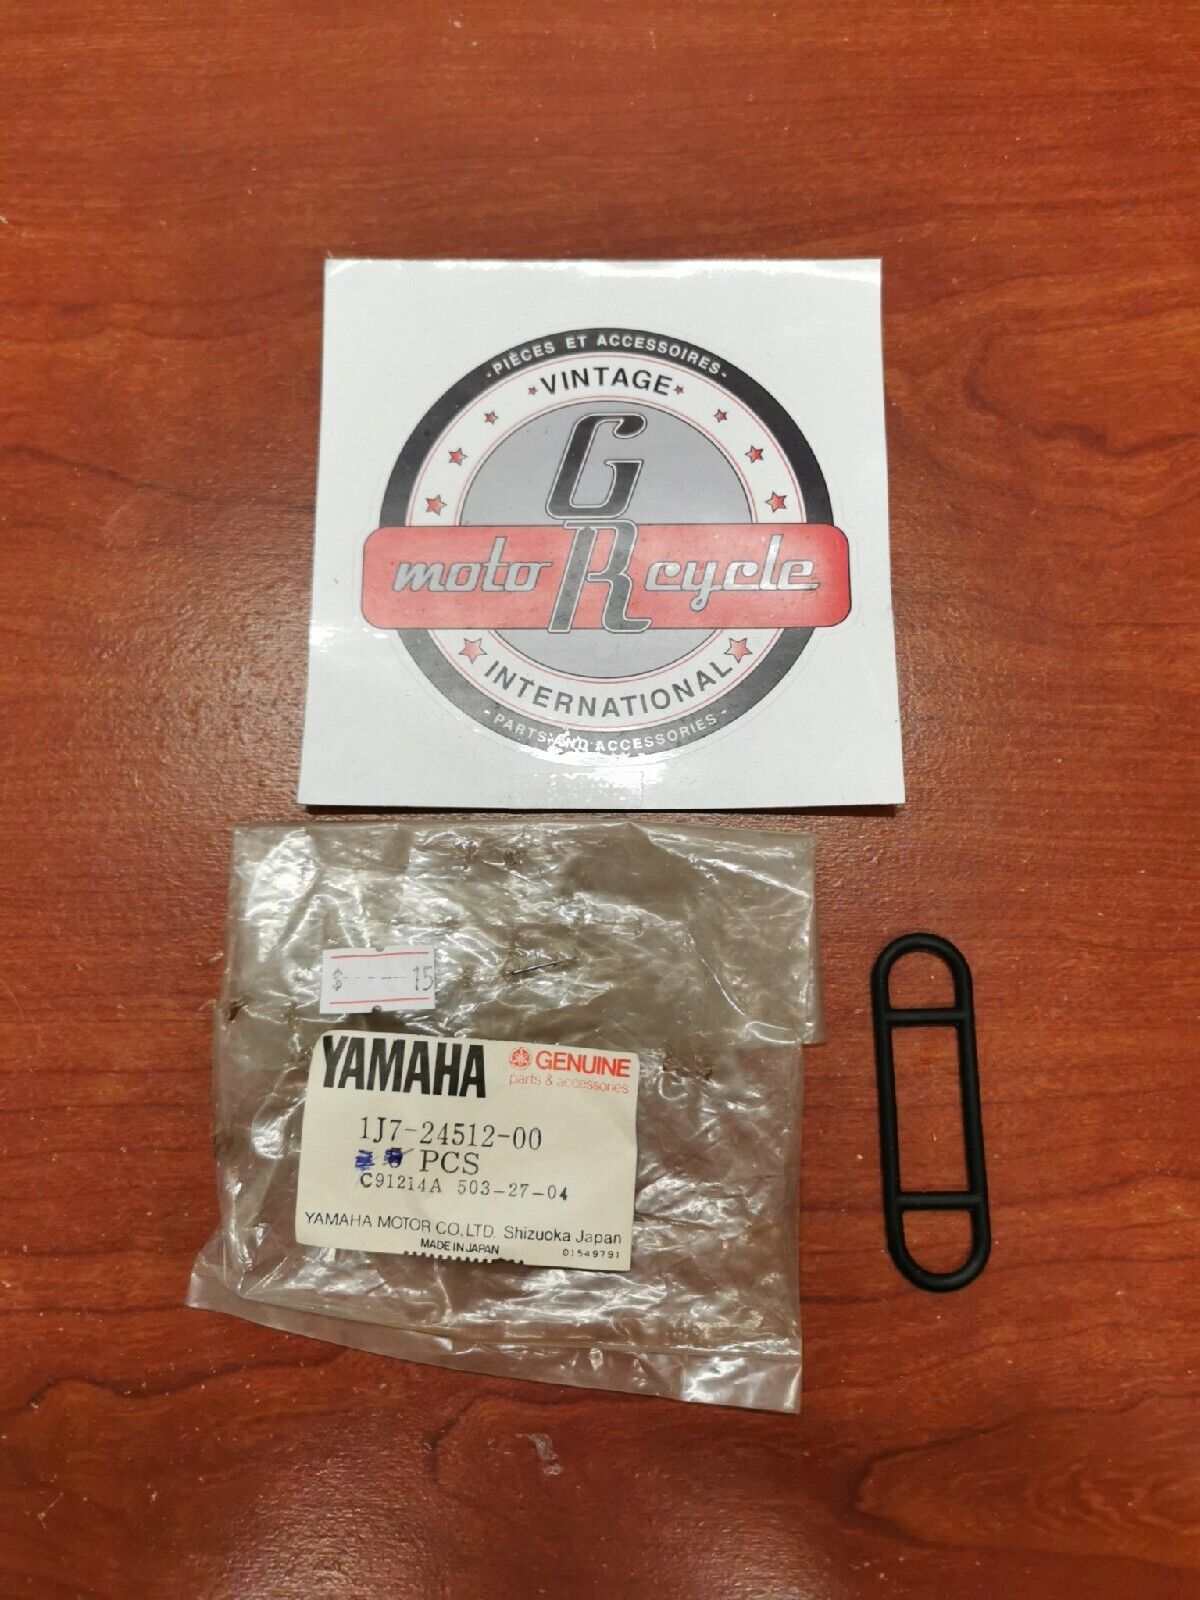 ·PIÈCES ET ACCESSOIRES·
VINTAGE
GR
moto cycle
INTERNATIONAL
·PARTS AND ACCESSORIES·
$-----15
YAMAHA GENUINE
parts & accessories
1J7-24512-00
PCS
C91214A 503-27-04
YAMAHA MOTOR CO,LTD. Shizuoka Japan
MADE IN JAPAN 01549791